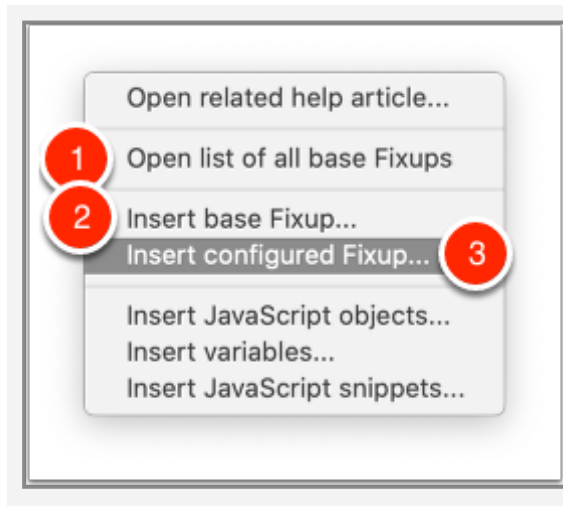 Open related help article...
1 Open list of all base Fixups
2 Insert base Fixup...
Insert configured Fixup... 3
Insert JavaScript objects...
Insert variables...
Insert JavaScript snippets...